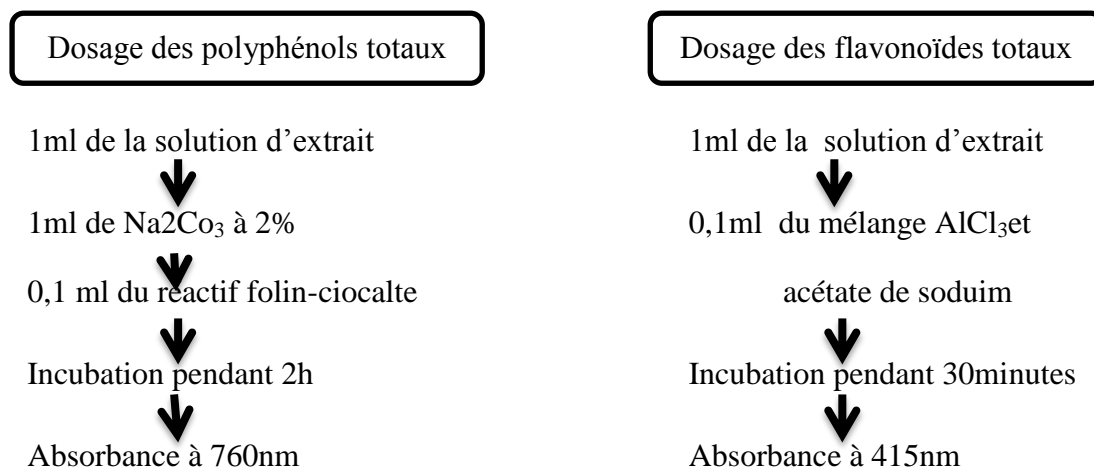 Dosage des polyphénols totaux
1ml de la solution d’extrait
1ml de Na2Co₃ à 2%
0,1 ml du réactif folin-ciocalte
Incubation pendant 2h
Absorbance à 760nm
Dosage des flavonoïdes totaux
1ml de la solution d’extrait
0,1ml du mélange AlCl₃et
acétate de soduim
Incubation pendant 30minutes
Absorbance à 415nm